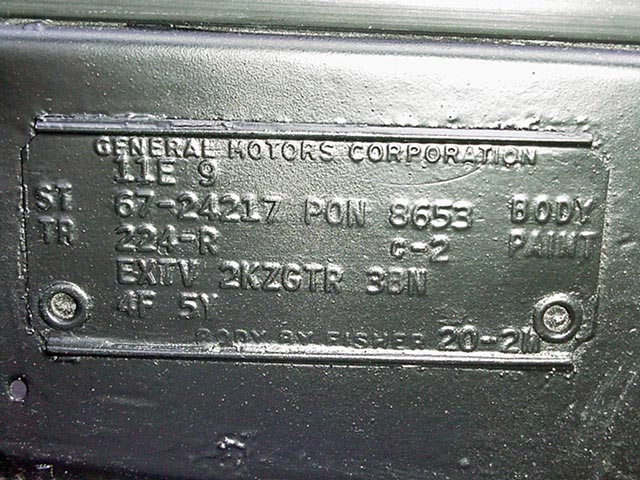 GENERAL MOTORS CORPORATION
11E 9
ST 67-24217 PON 8653 BODY
TR 224-R C-2 PAINT
EXTV 2KZGTR 3BN
4F 5Y
BODY BY FISHER 20-2M